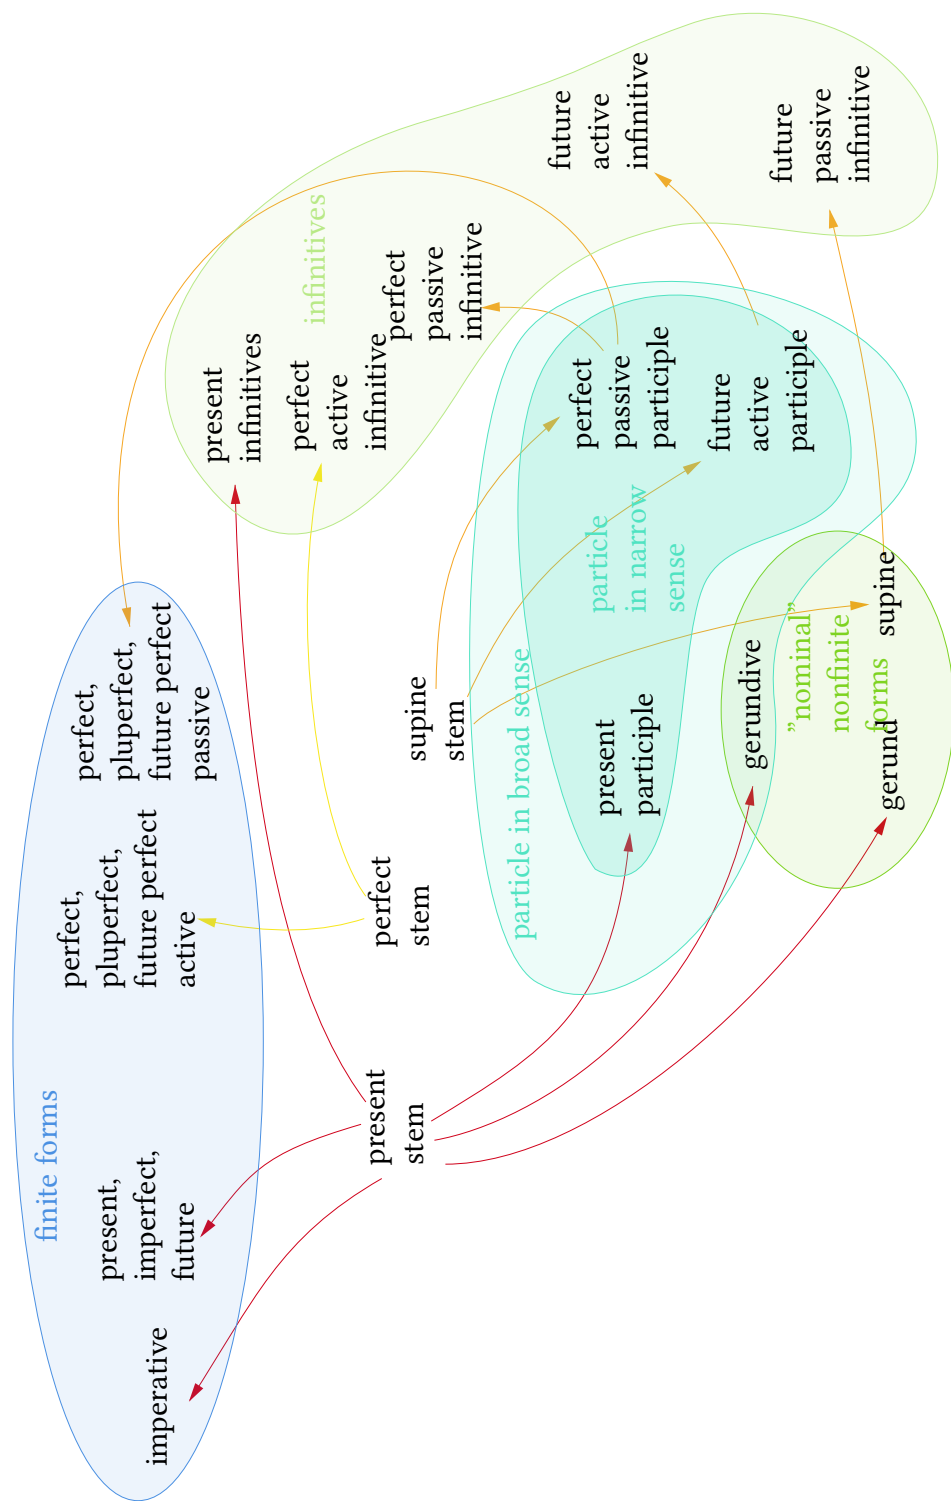 finite forms
imperative
present,
imperfect,
future
perfect,
pluperfect,
future perfect
active
perfect,
pluperfect,
future perfect
passive
present
infinitives
perfect
active
infinitive
infinitives
perfect
passive
infinitive
future
active
infinitive
future
passive
infinitive
present
stem
perfect
stem
supine
stem
particle in broad sense
present
participle
particle
in narrow
sense
perfect
passive
participle
future
active
participle
gerundive
”nominal”
nonfinite
forms
gerund
supine